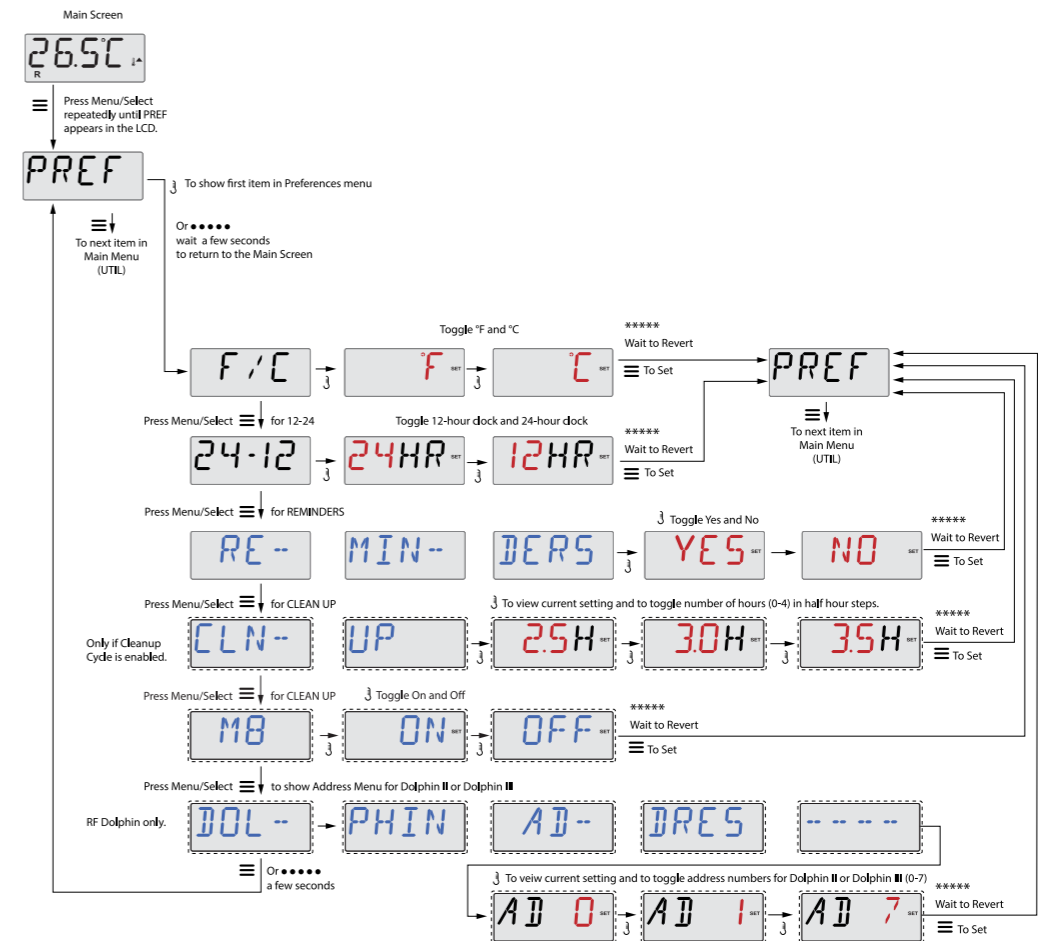 Main Screen
26.5°C
R
Press Menu/Select
repeatedly until PREF
appears in the LCD.
PREF
To show first item in Preferences menu
To next item in
Main Menu
(UTIL)
Or •••••
wait a few seconds
to return to the Main Screen
Toggle °F and °C
*****
Wait to Revert
To Set
F/C
°F SET
°C SET
PREF
To next item in
Main Menu
(UTIL)
Press Menu/Select for 12-24
Toggle 12-hour clock and 24-hour clock
*****
Wait to Revert
To Set
24-12
24HR SET
12HR SET
Press Menu/Select for REMINDERS
Toggle Yes and No
*****
Wait to Revert
To Set
RE--
MIN--
DERS
YES SET
NO SET
Press Menu/Select for CLEAN UP
To view current setting and to toggle number of hours (0-4) in half hour steps.
*****
Wait to Revert
To Set
Only if Cleanup
Cycle is enabled.
CLN-
UP
2.5H SET
3.0H SET
3.5H SET
Press Menu/Select for CLEAN UP
Toggle On and Off
*****
Wait to Revert
To Set
M8
ON SET
OFF SET
Press Menu/Select to show Address Menu for Dolphin II or Dolphin III
RF Dolphin only.
DOL--
PHIN
AD--
DRES
----
Or •••••
a few seconds
To veiw current setting and to toggle address numbers for Dolphin II or Dolphin III (0-7)
*****
Wait to Revert
To Set
AD 0 SET
AD 1 SET
AD 7 SET